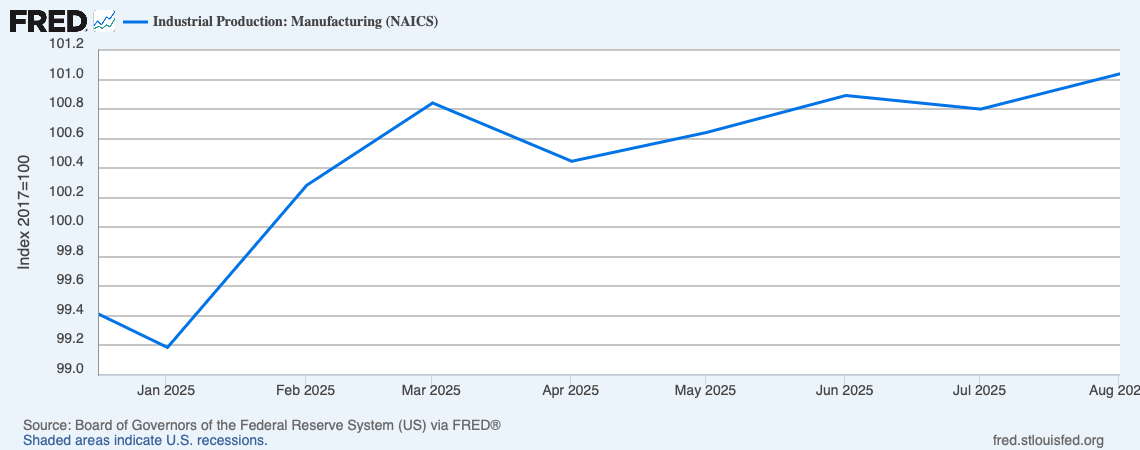 FRED Industrial Production: Manufacturing (NAICS)
101.2
101.0
100.8
100.6
100.4
100.2
100.0
99.8
99.6
99.4
99.2
99.0
Index 2017=100
Jan 2025 Feb 2025 Mar 2025 Apr 2025 May 2025 Jun 2025 Jul 2025 Aug 202
Source: Board of Governors of the Federal Reserve System (US) via FRED®
Shaded areas indicate U.S. recessions.
fred.stlouisfed.org